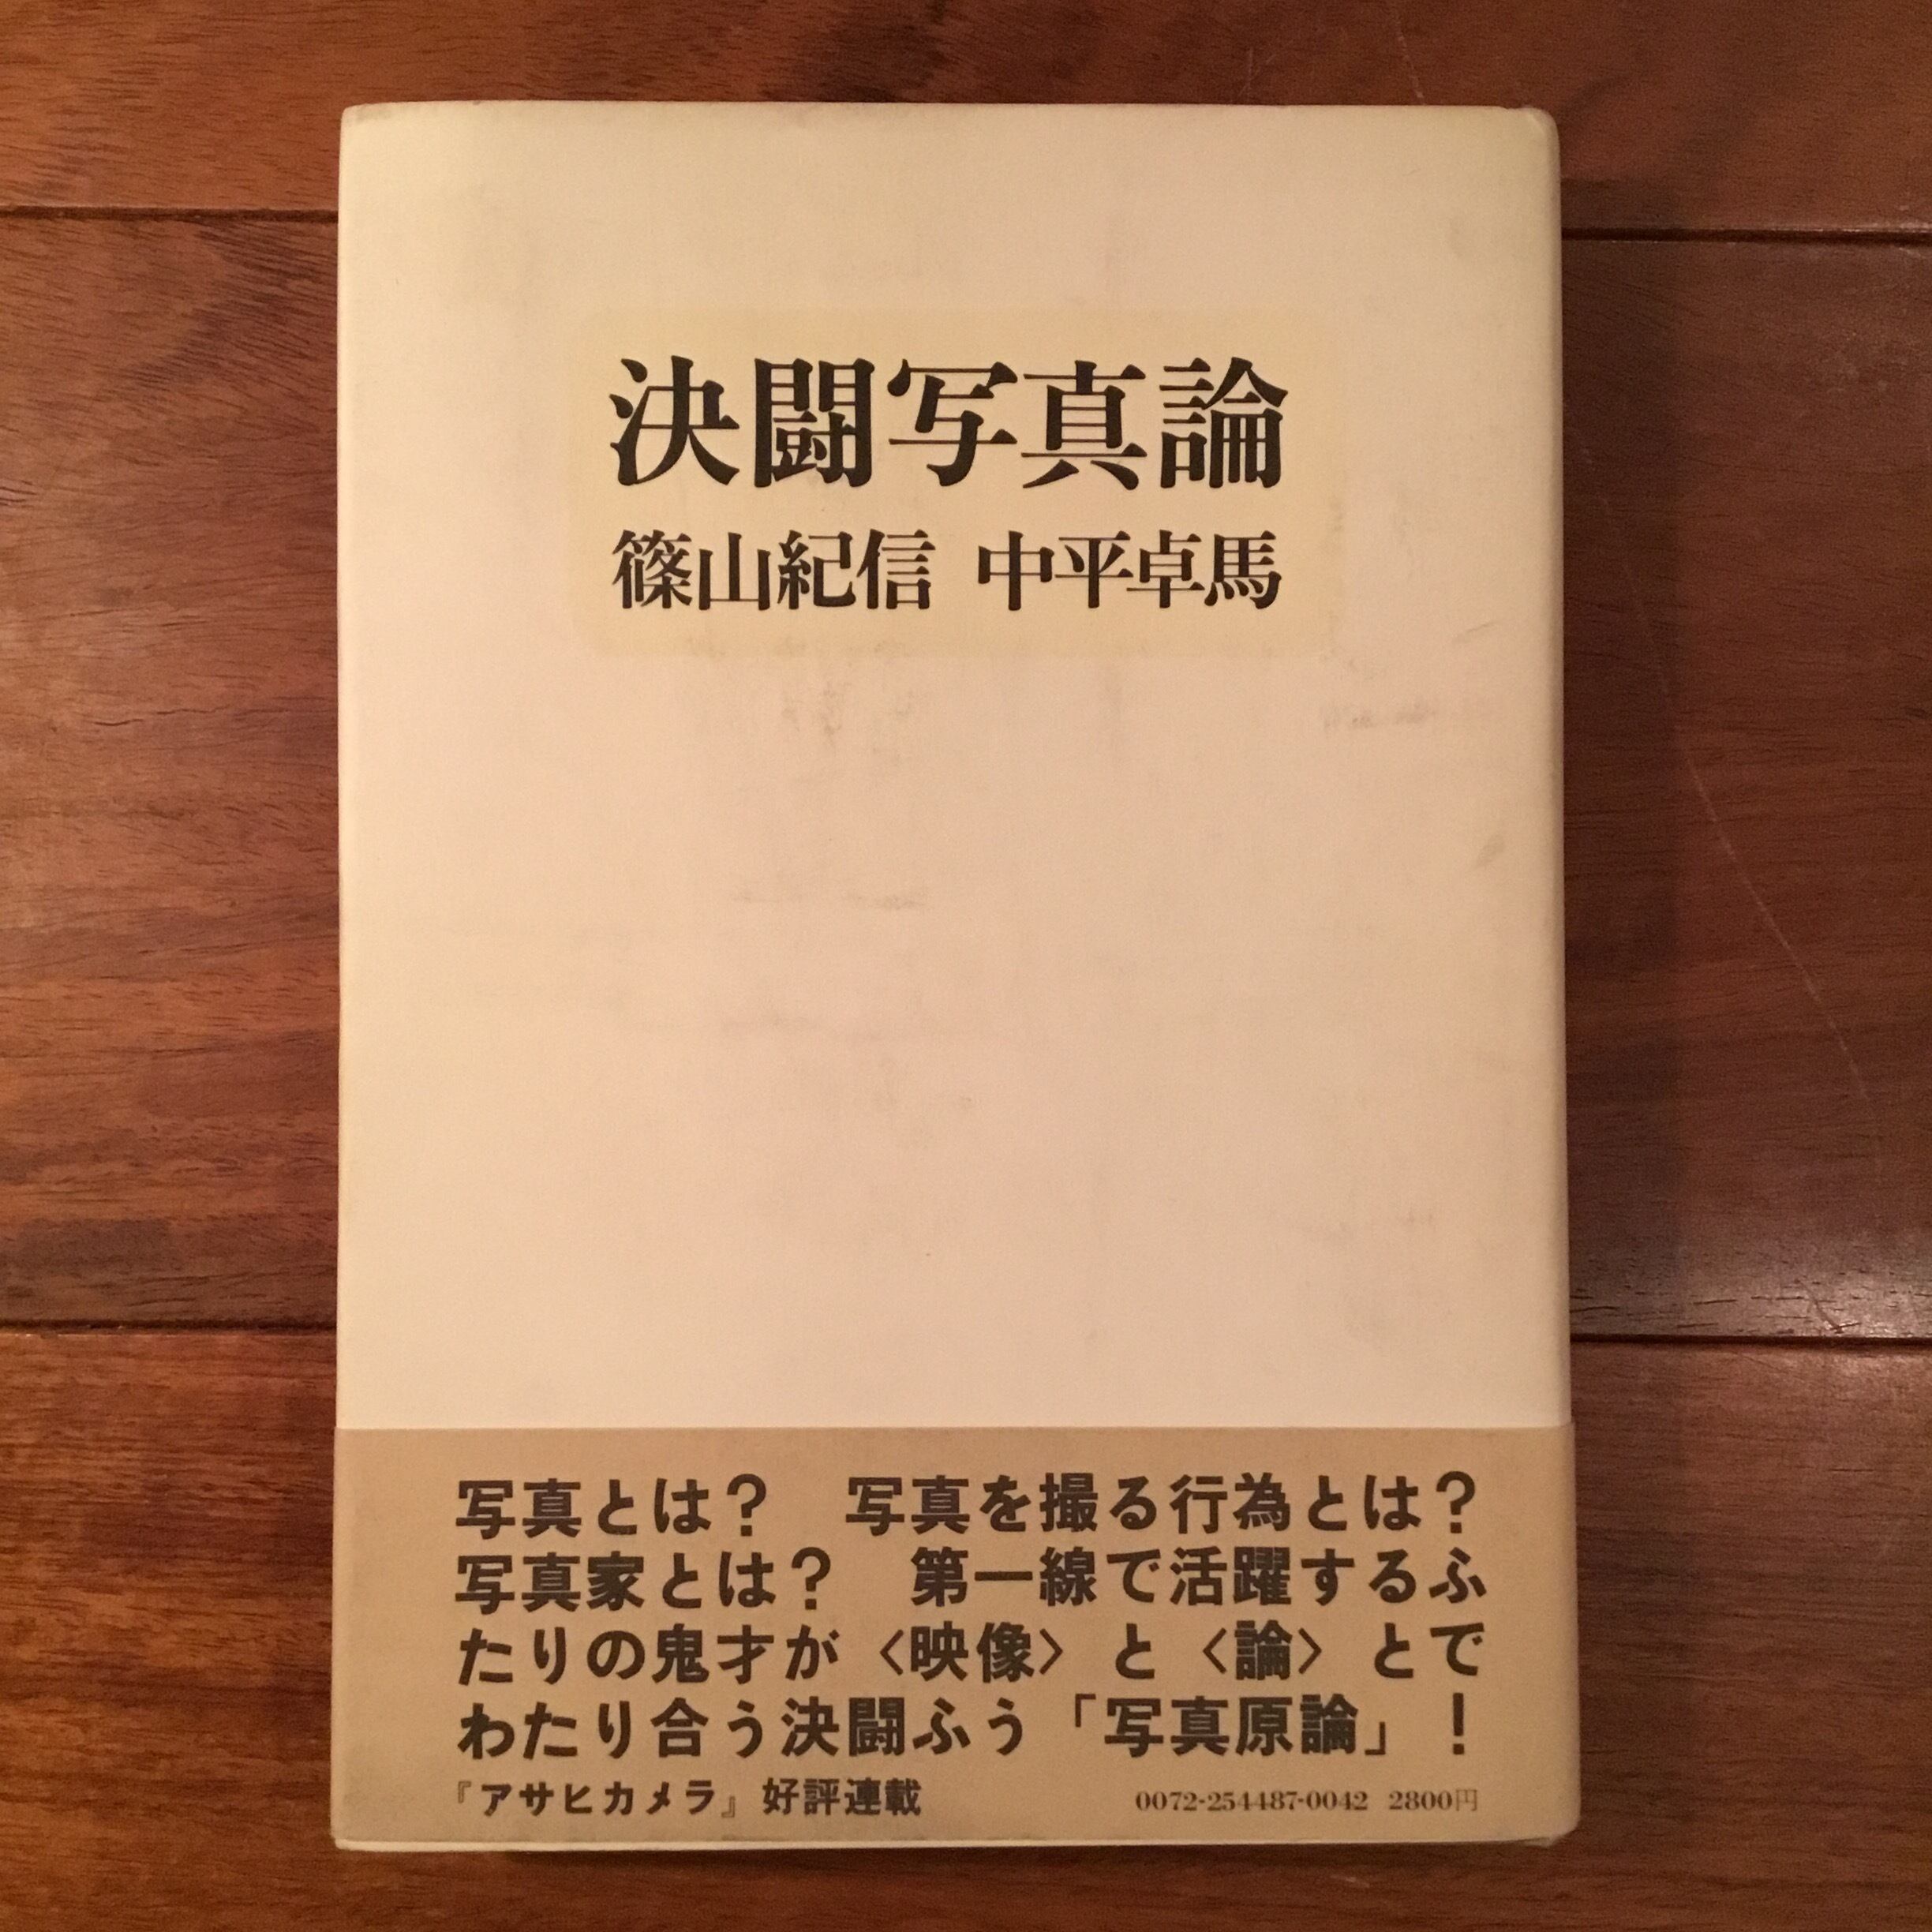 決闘写真論
篠山紀信 中平卓馬
写真とは? 写真を撮る行為とは?
写真家とは? 第一線で活躍するふ
たりの鬼才が〈映像〉と〈論〉とで
わたり合う決闘ふう「写真原論」!
『アサヒカメラ』好評連載 0072-254487-0042 2800円